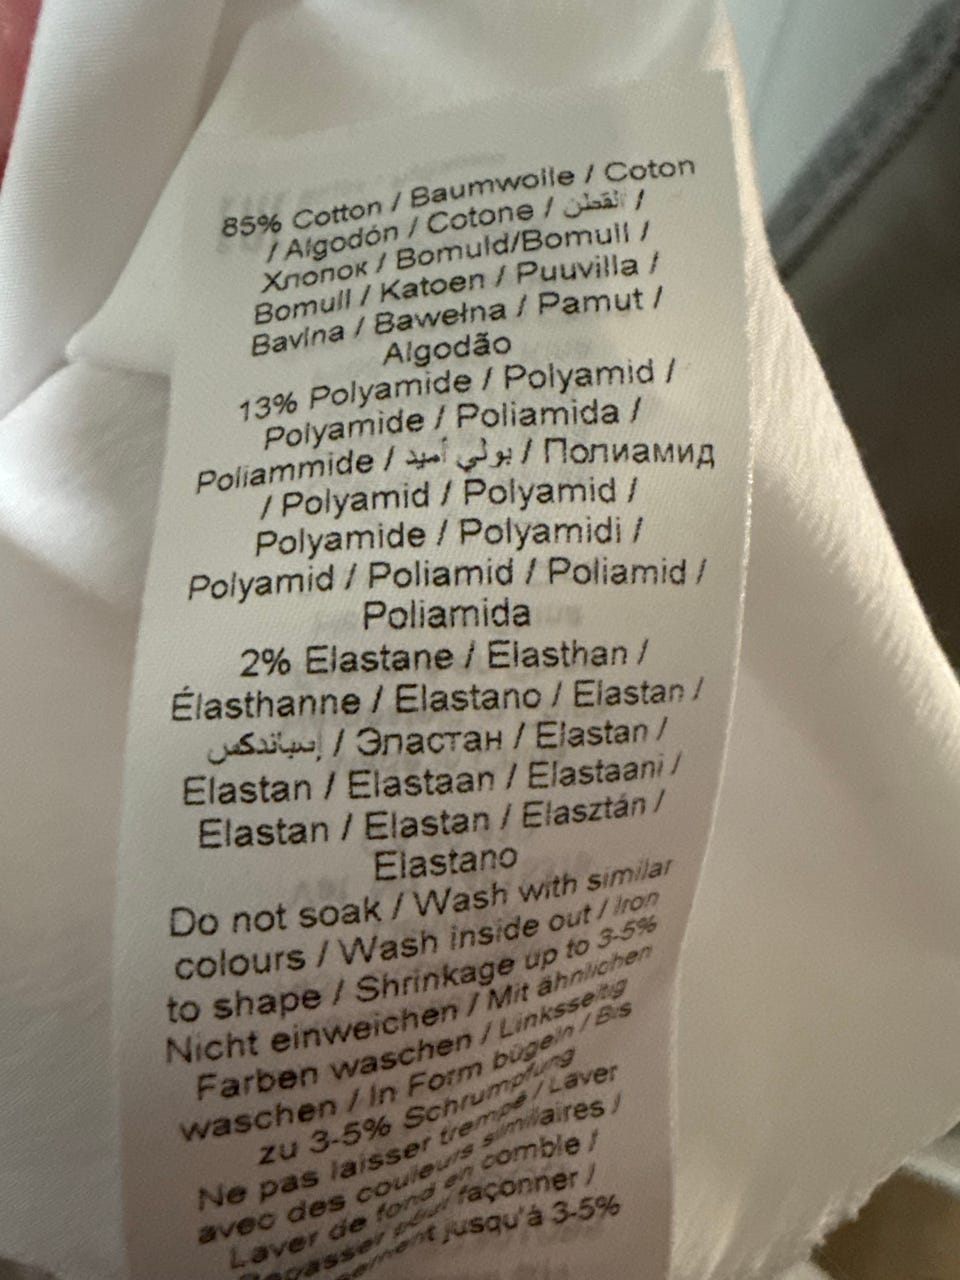 85% Cotton / Baumwolle / Coton
/ Algodón / Cotone / القطن /
Хлопок / Bomuld/Bomull /
Bomull / Katoen / Puuvilla /
Bavlna / Bawełna / Pamut /
Algodão
13% Polyamide / Polyamid /
Polyamide / Poliamida /
Poliammide / بولي أميد / Полиамид
/ Polyamid / Polyamid /
Polyamide / Polyamidi /
Polyamid / Poliamid / Poliamid /
Poliamida
2% Elastane / Elasthan /
Élasthanne / Elastano / Elastan /
إسباندكس / Эластан / Elastan /
Elastan / Elastaan / Elastaani /
Elastan / Elastan / Elasztán /
Elastano
Do not soak / Wash with similar
colours / Wash inside out / Iron
to shape / Shrinkage up to 3-5%
Nicht einweichen / Mit ähnlichen
Farben waschen / Linksseitig
waschen / In Form bügeln / Bis
zu 3-5% Schrumpfung
Ne pas laisser trempé / Laver
avec des couleurs similaires /
Laver de fond en comble /
Repasser pour façonner /
jusqu'à 3-5%